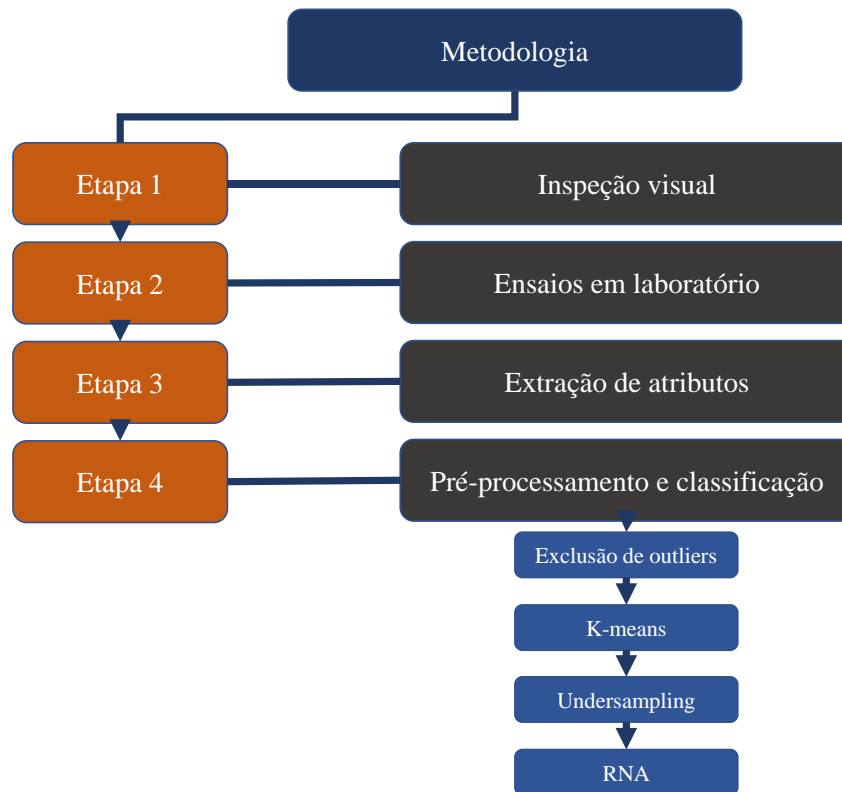 Metodologia
Etapa 1
Inspeção visual
Etapa 2
Ensaios em laboratório
Etapa 3
Extração de atributos
Etapa 4
Pré-processamento e classificação
Exclusão de outliers
K-means
Undersampling
RNA